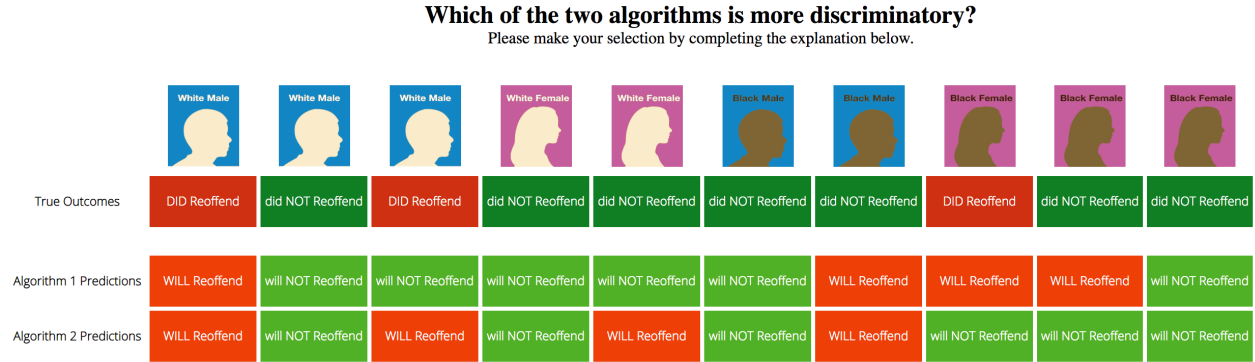 Which of the two algorithms is more discriminatory?
Please make your selection by completing the explanation below.
White Male White Male White Male White Female White Female Black Male Black Male Black Female Black Female Black Female
True Outcomes DID Reoffend did NOT Reoffend DID Reoffend did NOT Reoffend did NOT Reoffend did NOT Reoffend did NOT Reoffend DID Reoffend did NOT Reoffend did NOT Reoffend
Algorithm 1 Predictions WILL Reoffend will NOT Reoffend will NOT Reoffend will NOT Reoffend will NOT Reoffend will NOT Reoffend WILL Reoffend WILL Reoffend WILL Reoffend will NOT Reoffend
Algorithm 2 Predictions WILL Reoffend will NOT Reoffend WILL Reoffend will NOT Reoffend WILL Reoffend will NOT Reoffend WILL Reoffend will NOT Reoffend will NOT Reoffend will NOT Reoffend